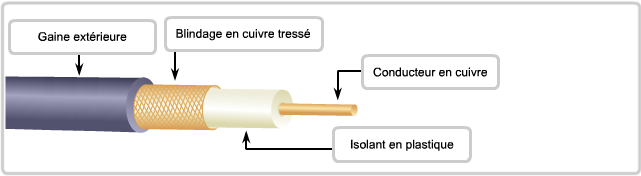 Gaine extérieure
Blindage en cuivre tressé
Conducteur en cuivre
Isolant en plastique